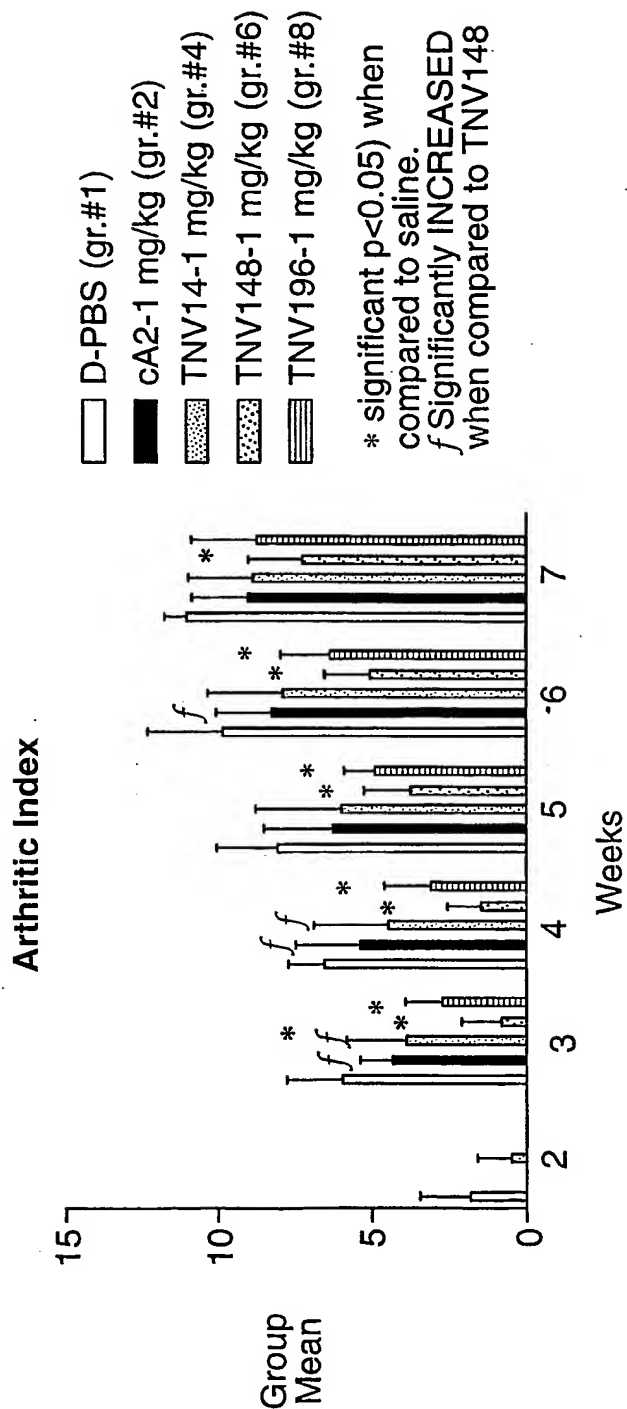 Arthritic Index
D-PBS (gr.#1)
cA2-1 mg/kg (gr.#2)
TNV14-1 mg/kg (gr.#4)
TNV148-1 mg/kg (gr.#6)
TNV196-1 mg/kg (gr.#8)
* significant p<0.05) when
compared to saline.
ƒ Significantly INCREASED
when compared to TNV148
Group
Mean
15
10
5
0
ƒ ƒ * * *
ƒ ƒ * *
* *
ƒ * *
*
2 3 4 5 6 7
Weeks